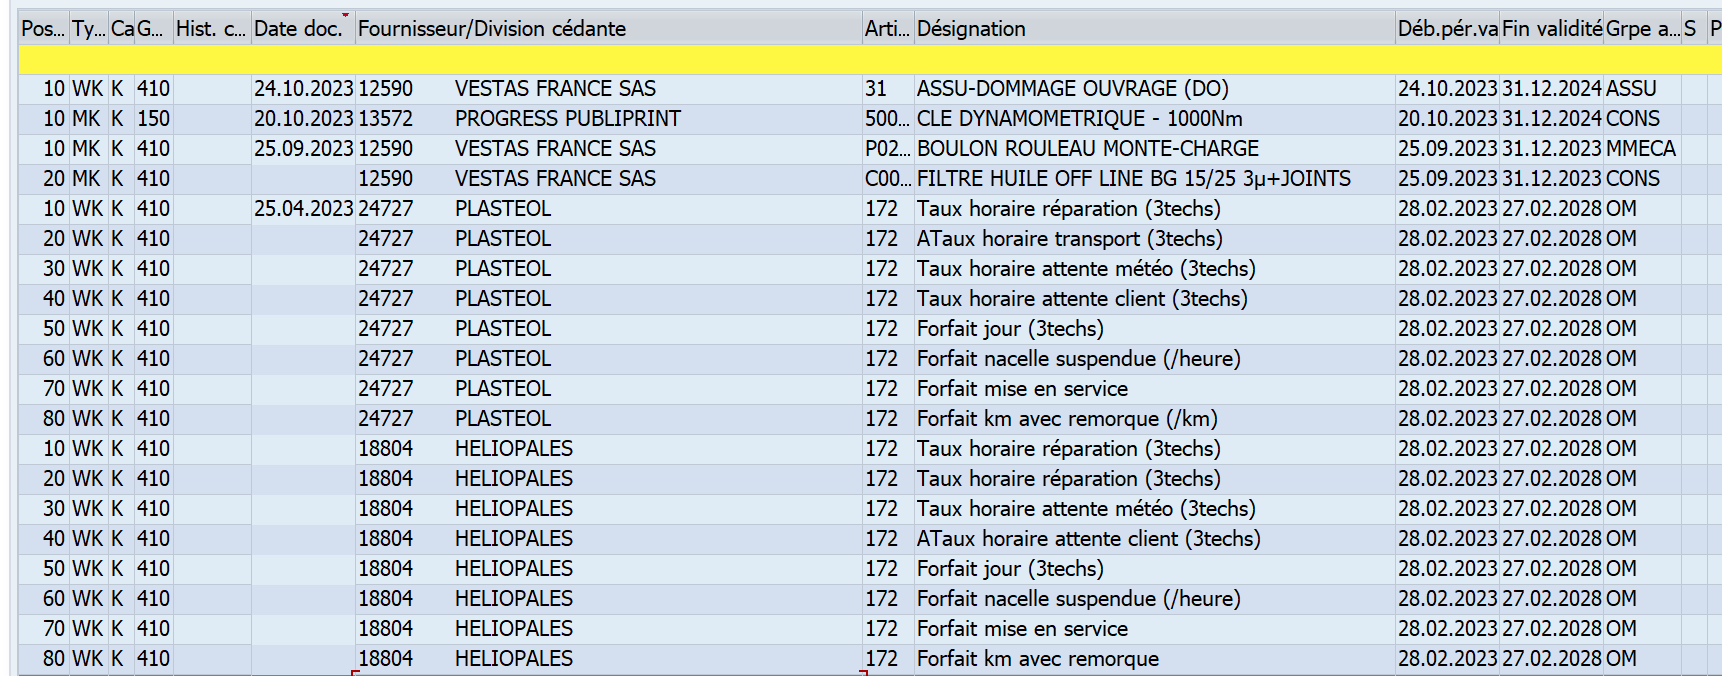 Pos... Ty... Ca G... Hist. c... Date doc. Fournisseur/Division cédante Arti... Désignation Déb.pér.va Fin validité Grpe a... S P
10 WK K 410 24.10.2023 12590 VESTAS FRANCE SAS 31 ASSU-DOMMAGE OUVRAGE (DO) 24.10.2023 31.12.2024 ASSU
10 MK K 150 20.10.2023 13572 PROGRESS PUBLIPRINT 500... CLE DYNAMOMETRIQUE - 1000Nm 20.10.2023 31.12.2024 CONS
10 MK K 410 25.09.2023 12590 VESTAS FRANCE SAS P02... BOULON ROULEAU MONTE-CHARGE 25.09.2023 31.12.2023 MMECA
20 MK K 410 12590 VESTAS FRANCE SAS C00... FILTRE HUILE OFF LINE BG 15/25 3µ+JOINTS 25.09.2023 31.12.2023 CONS
10 WK K 410 25.04.2023 24727 PLASTEOL 172 Taux horaire réparation (3techs) 28.02.2023 27.02.2028 OM
20 WK K 410 24727 PLASTEOL 172 ATaux horaire transport (3techs) 28.02.2023 27.02.2028 OM
30 WK K 410 24727 PLASTEOL 172 Taux horaire attente météo (3techs) 28.02.2023 27.02.2028 OM
40 WK K 410 24727 PLASTEOL 172 Taux horaire attente client (3techs) 28.02.2023 27.02.2028 OM
50 WK K 410 24727 PLASTEOL 172 Forfait jour (3techs) 28.02.2023 27.02.2028 OM
60 WK K 410 24727 PLASTEOL 172 Forfait nacelle suspendue (/heure) 28.02.2023 27.02.2028 OM
70 WK K 410 24727 PLASTEOL 172 Forfait mise en service 28.02.2023 27.02.2028 OM
80 WK K 410 24727 PLASTEOL 172 Forfait km avec remorque (/km) 28.02.2023 27.02.2028 OM
10 WK K 410 18804 HELIOPALES 172 Taux horaire réparation (3techs) 28.02.2023 27.02.2028 OM
20 WK K 410 18804 HELIOPALES 172 Taux horaire réparation (3techs) 28.02.2023 27.02.2028 OM
30 WK K 410 18804 HELIOPALES 172 Taux horaire attente météo (3techs) 28.02.2023 27.02.2028 OM
40 WK K 410 18804 HELIOPALES 172 ATaux horaire attente client (3techs) 28.02.2023 27.02.2028 OM
50 WK K 410 18804 HELIOPALES 172 Forfait jour (3techs) 28.02.2023 27.02.2028 OM
60 WK K 410 18804 HELIOPALES 172 Forfait nacelle suspendue (/heure) 28.02.2023 27.02.2028 OM
70 WK K 410 18804 HELIOPALES 172 Forfait mise en service 28.02.2023 27.02.2028 OM
80 WK K 410 18804 HELIOPALES 172 Forfait km avec remorque 28.02.2023 27.02.2028 OM